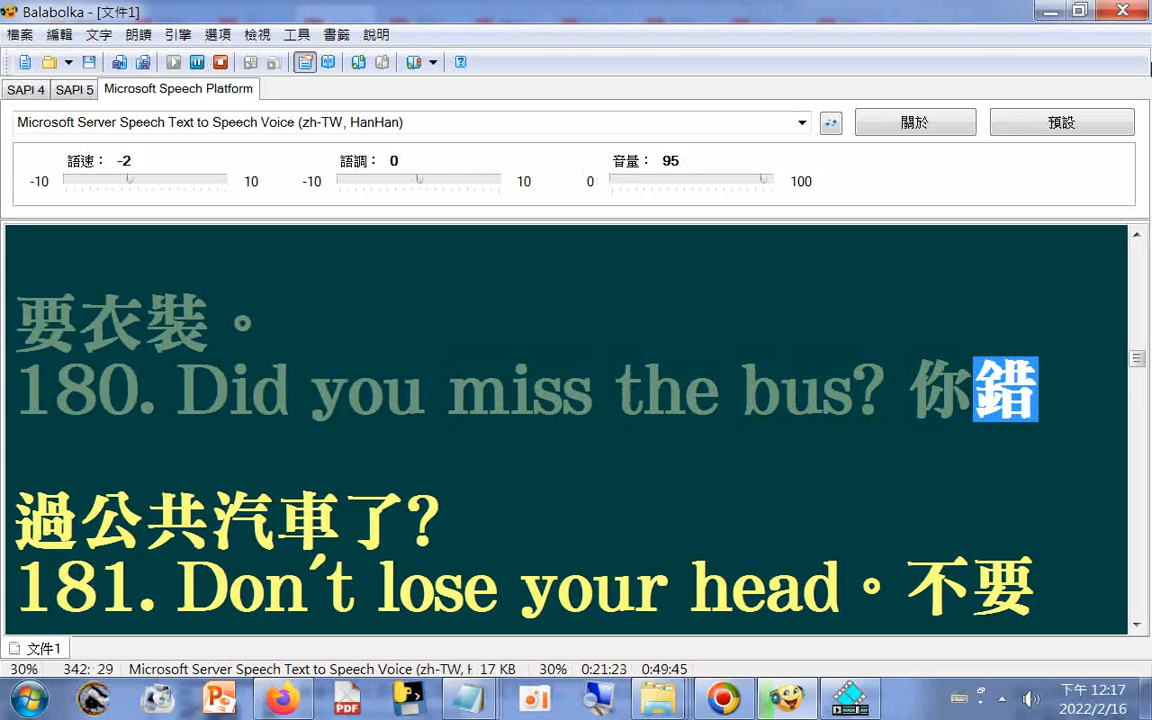 Balabolka - [文件1]
檔案 編輯 文字 朗讀 引擎 選項 檢視 工具 書籤 說明
SAPI 4 SAPI 5 Microsoft Speech Platform
Microsoft Server Speech Text to Speech Voice (zh-TW, HanHan) 關於 預設
語速： -2 語調： 0 音量： 95
-10 10 -10 10 0 100
要衣裝。
180. Did you miss the bus? 你錯
過公共汽車了?
181. Don't lose your head。不要
文件1
30% 342: 29 Microsoft Server Speech Text to Speech Voice (zh-TW, H 17 KB 30% 0:21:23 0:49:45
下午 12:17
2022/2/16